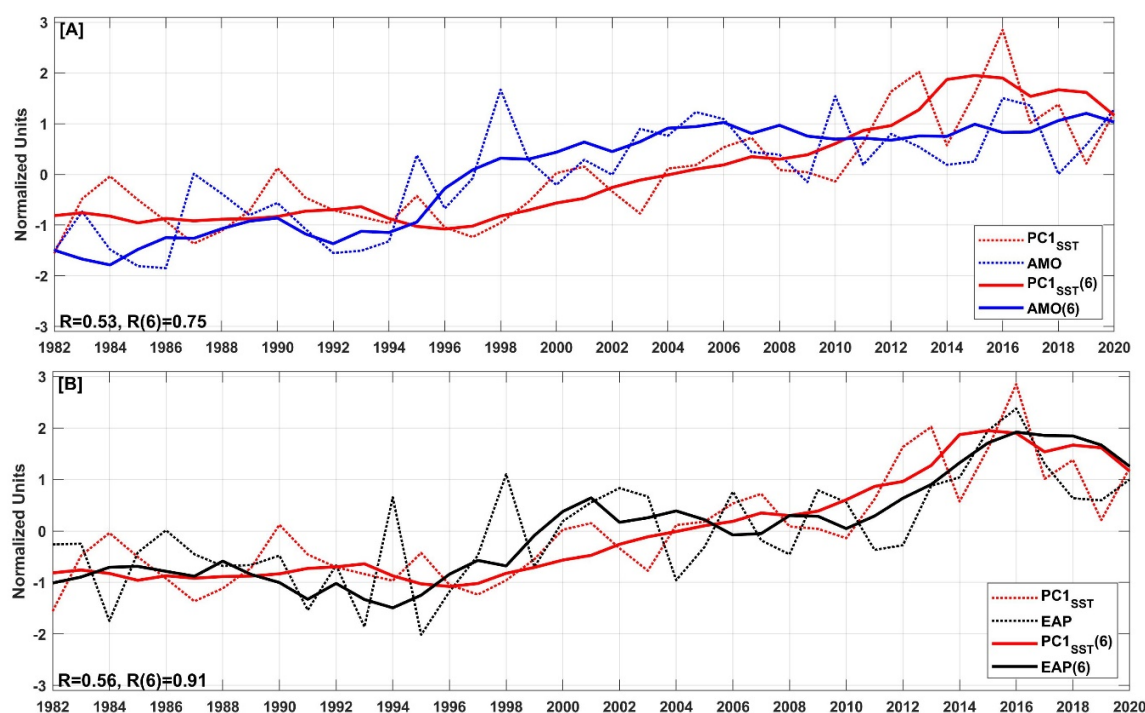 [A]
3
2
1
0
-1
-2
-3
Normalized Units
PC1SST
AMO
PC1SST(6)
AMO(6)
R=0.53, R(6)=0.75
1982 1984 1986 1988 1990 1992 1994 1996 1998 2000 2002 2004 2006 2008 2010 2012 2014 2016 2018 2020
[B]
3
2
1
0
-1
-2
-3
Normalized Units
PC1SST
EAP
PC1SST(6)
EAP(6)
R=0.56, R(6)=0.91
1982 1984 1986 1988 1990 1992 1994 1996 1998 2000 2002 2004 2006 2008 2010 2012 2014 2016 2018 2020